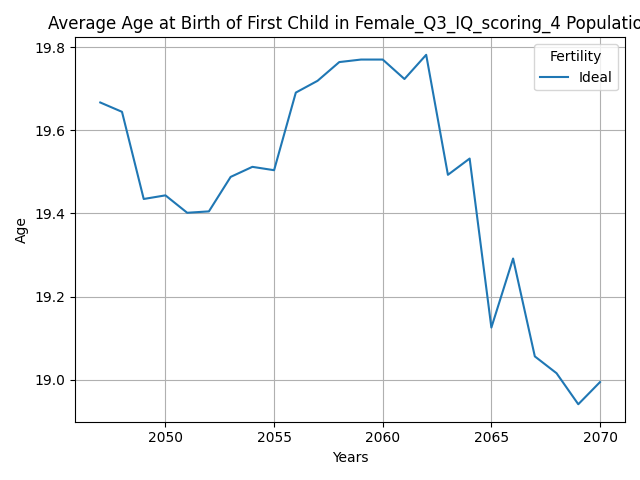 Average Age at Birth of First Child in Female_Q3_IQ_scoring_4 Populatio
19.8
19.6
19.4
19.2
19.0
Age
Fertility
Ideal
2050 2055 2060 2065 2070
Years